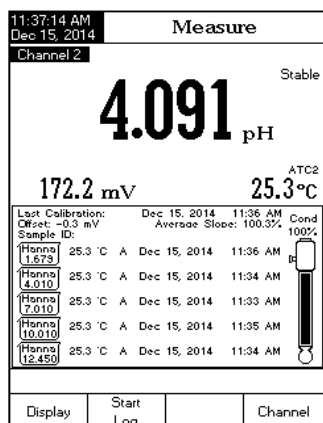 11:37:14 AM
Dec 15, 2014
Measure
Channel 2
Stable
4.091 pH
ATC2
172.2 mV
25.3°C
Last Calibration: Dec 15. 2014 11:36 AM
Offset: -0.3 mV Average Slope: 100.3%
Sample ID:
Cond
100%
Hanna 1.679 25.3 °C A Dec 15, 2014 11:36 AM
Hanna 4.010 25.3 °C A Dec 15, 2014 11:34 AM
Hanna 7.010 25.3 °C A Dec 15, 2014 11:33 AM
Hanna 10.010 25.3 °C A Dec 15, 2014 11:35 AM
Hanna 12.450 25.3 °C A Dec 15, 2014 11:34 AM
Display
Start
Log
Channel